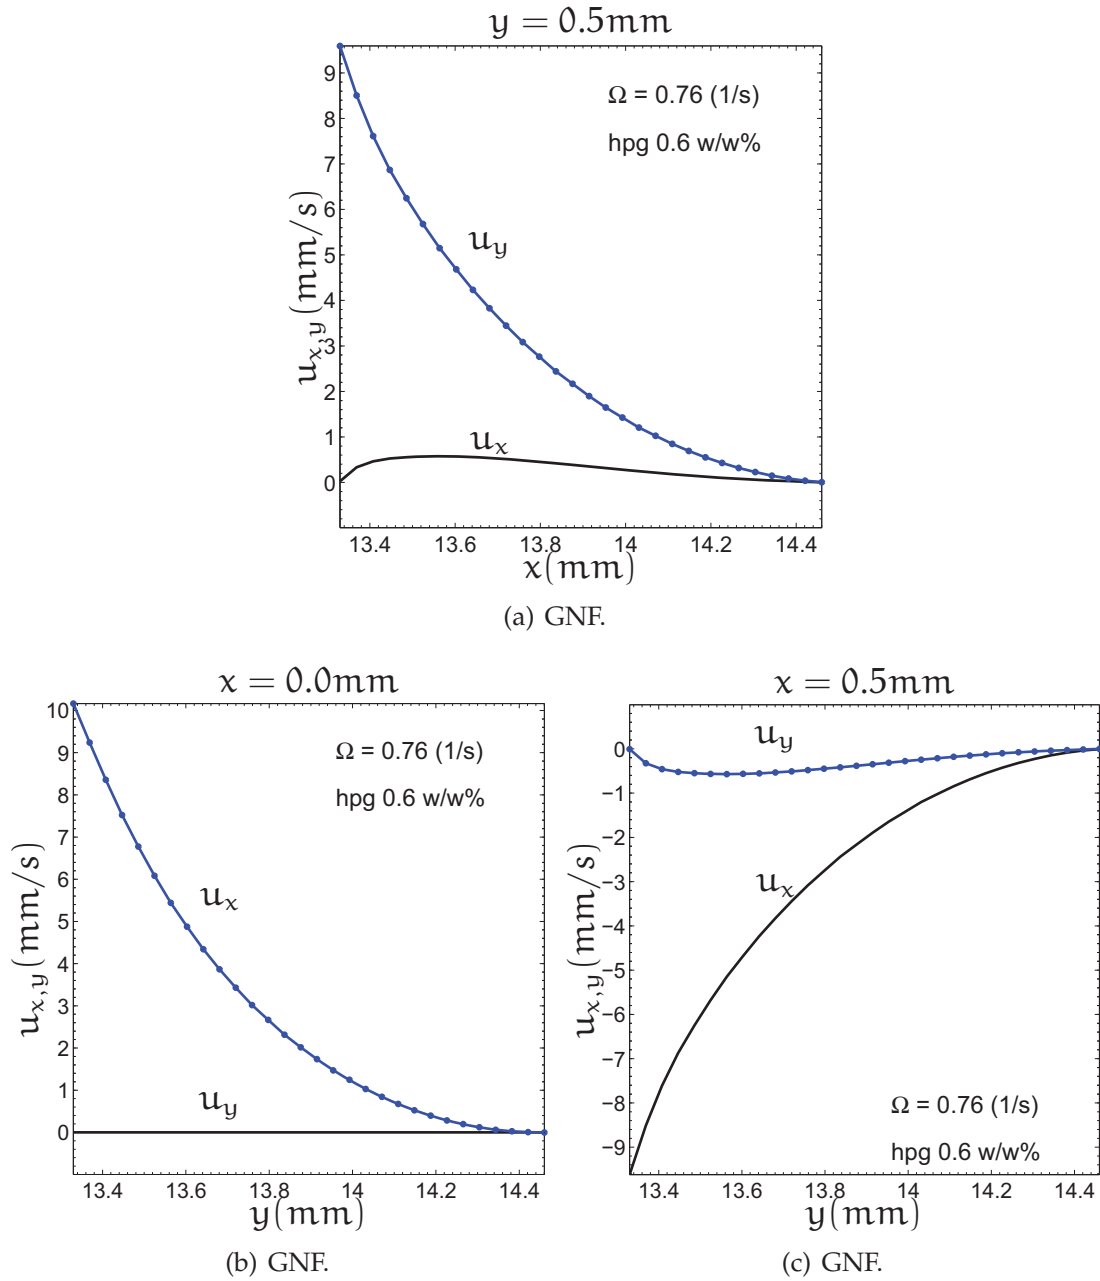 y = 0.5mm
9
8
7
6
5
4
3
2
1
0
u_{x,y}(mm/s)
Ω = 0.76 (1/s)
hpg 0.6 w/w%
u_y
u_x
13.4 13.6 13.8 14 14.2 14.4
x(mm)
(a) GNF.
x = 0.0mm
10
9
8
7
6
5
4
3
2
1
0
u_{x,y}(mm/s)
Ω = 0.76 (1/s)
hpg 0.6 w/w%
u_x
u_y
13.4 13.6 13.8 14 14.2 14.4
y(mm)
(b) GNF.
x = 0.5mm
0
−1
−2
−3
−4
−5
−6
−7
−8
−9
u_{x,y}(mm/s)
u_y
u_x
Ω = 0.76 (1/s)
hpg 0.6 w/w%
13.4 13.6 13.8 14 14.2 14.4
y(mm)
(c) GNF.